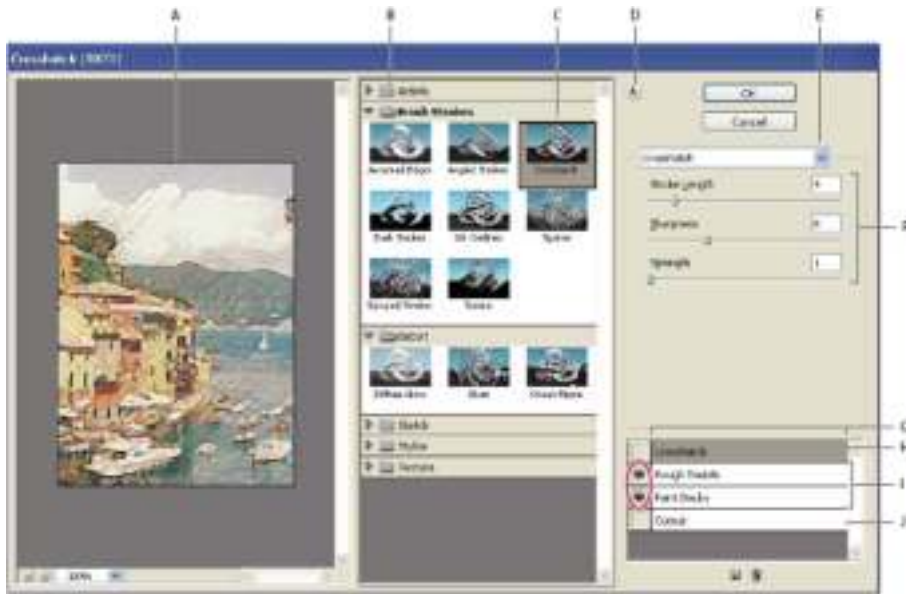 A B C D E
Crosshatch (100%)
Artistic
Brush Strokes
Accented Edges Angled Strokes Crosshatch
Dark Strokes Ink Outlines Spatter
Sprayed Strokes Sumi-e
Distort
Diffuse Glow Glass Ocean Ripple
Sketch
Stylize
Texture
100%
OK
Cancel
Crosshatch
Stroke Length
Sharpness
Strength
F
G
H
I
J
Crosshatch
Rough Pastels
Paint Daubs
Cutout